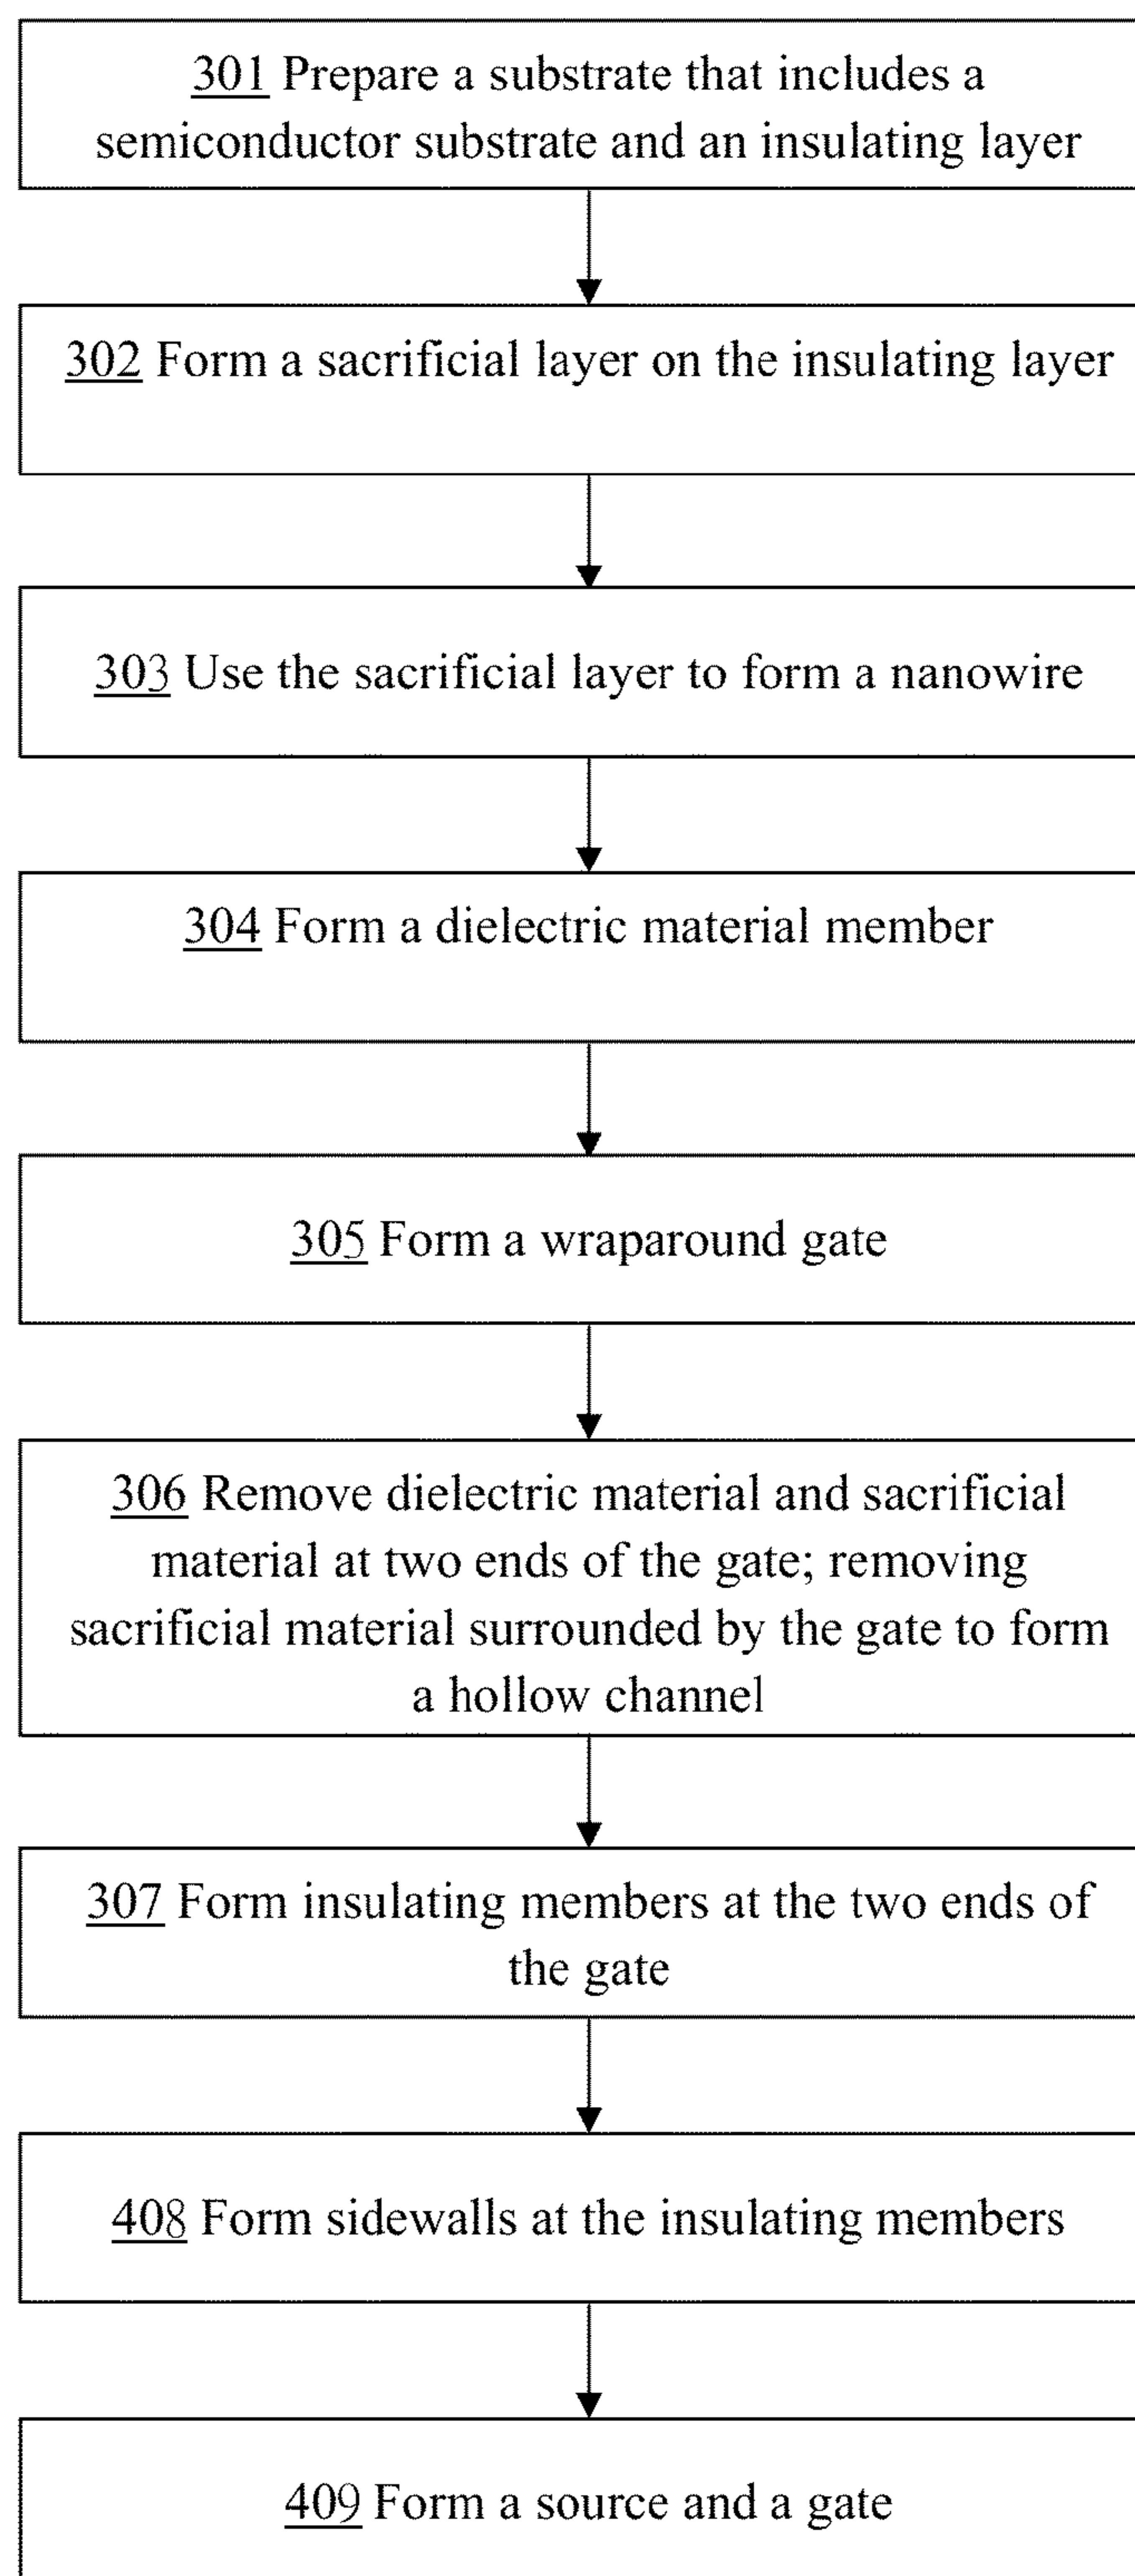 301 Prepare a substrate that includes a
semiconductor substrate and an insulating layer
302 Form a sacrificial layer on the insulating layer
303 Use the sacrificial layer to form a nanowire
304 Form a dielectric material member
305 Form a wraparound gate
306 Remove dielectric material and sacrificial
material at two ends of the gate; removing
sacrificial material surrounded by the gate to form
a hollow channel
307 Form insulating members at the two ends of
the gate
408 Form sidewalls at the insulating members
409 Form a source and a gate